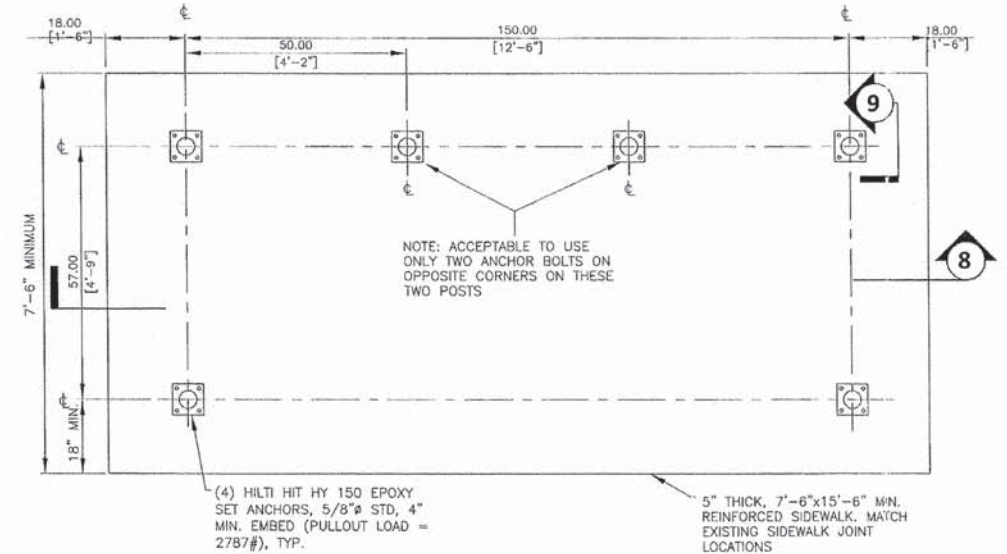 ℄
℄
18.00
[1'-6"]
150.00
[12'-6"]
18.00
[1'-6"]
50.00
[4'-2"]
9
℄
℄
℄
7'-6" MINIMUM
57.00
[4'-9"]
NOTE: ACCEPTABLE TO USE
ONLY TWO ANCHOR BOLTS ON
OPPOSITE CORNERS ON THESE
TWO POSTS
8
℄
18" MIN.
(4) HILTI HIT HY 150 EPOXY
SET ANCHORS, 5/8"ø STD, 4"
MIN. EMBED (PULLOUT LOAD =
2787#), TYP.
5" THICK, 7'-6"x15'-6" MIN.
REINFORCED SIDEWALK. MATCH
EXISTING SIDEWALK JOINT
LOCATIONS